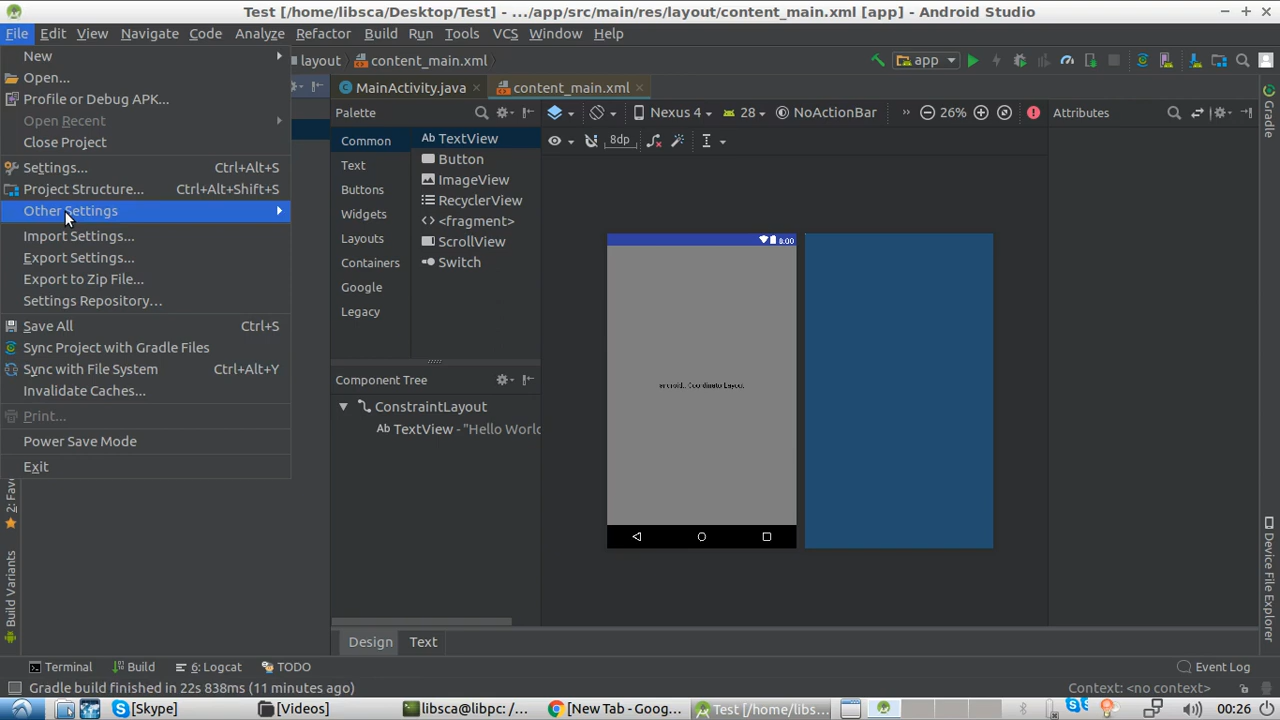 Test [/home/libsca/Desktop/Test] - .../app/src/main/res/layout/content_main.xml [app] - Android Studio
File Edit View Navigate Code Analyze Refactor Build Run Tools VCS Window Help
New
Open...
Profile or Debug APK...
Open Recent
Close Project
Settings... Ctrl+Alt+S
Project Structure... Ctrl+Alt+Shift+S
Other Settings
Import Settings...
Export Settings...
Export to Zip File...
Settings Repository...
Save All Ctrl+S
Sync Project with Gradle Files
Sync with File System Ctrl+Alt+Y
Invalidate Caches...
Print...
Power Save Mode
Exit
layout content_main.xml app
MainActivity.java content_main.xml
Palette
Common
Text
Buttons
Widgets
Layouts
Containers
Google
Legacy
Ab TextView
Button
ImageView
RecyclerView
<> <fragment>
ScrollView
Switch
Nexus 4 28 NoActionBar » 26%
8dp
Attributes
8:00
android...Coordinator Layout
Component Tree
ConstraintLayout
Ab TextView - "Hello World
Design Text
2: Fav
Build Variants
Gradle
Device File Explorer
Terminal Build 6: Logcat TODO Event Log
Gradle build finished in 22s 838ms (11 minutes ago) Context: <no context>
[Skype] [Videos] libsca@libpc: /... [New Tab - Goog... Test [/home/libs... 00:26